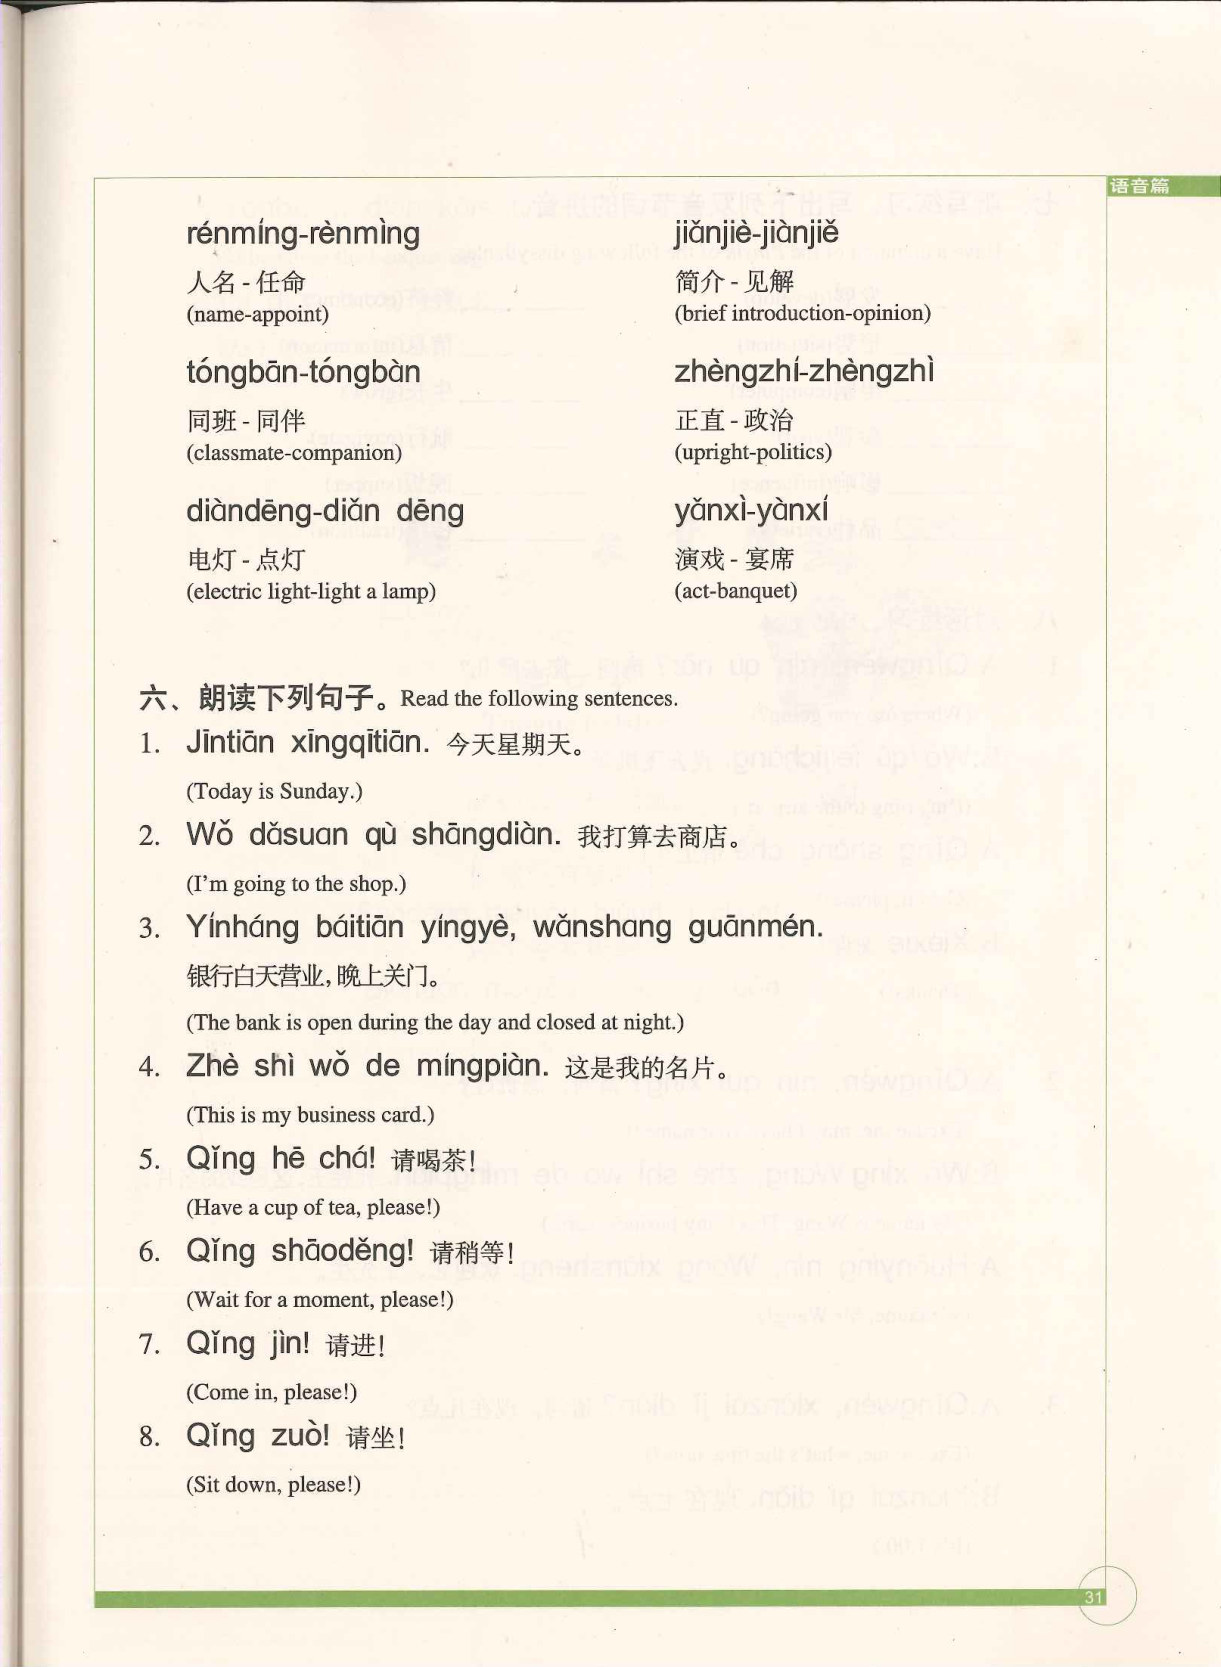 语音篇
rénmíng-rènmìng
人名 - 任命
(name-appoint)
jiǎnjiè-jiànjiě
简介 - 见解
(brief introduction-opinion)
tóngbān-tóngbàn
同班 - 同伴
(classmate-companion)
zhèngzhí-zhèngzhì
正直 - 政治
(upright-politics)
diàndēng-diǎn dēng
电灯 - 点灯
(electric light-light a lamp)
yǎnxì-yànxí
演戏 - 宴席
(act-banquet)
六、朗读下列句子。Read the following sentences.
1. Jīntiān xīngqītiān. 今天星期天。
(Today is Sunday.)
2. Wǒ dǎsuan qù shāngdiàn. 我打算去商店。
(I'm going to the shop.)
3. Yínháng báitiān yíngyè, wǎnshang guānmén.
银行白天营业,晚上关门。
(The bank is open during the day and closed at night.)
4. Zhè shì wǒ de míngpiàn. 这是我的名片。
(This is my business card.)
5. Qǐng hē chá! 请喝茶!
(Have a cup of tea, please!)
6. Qǐng shāoděng! 请稍等!
(Wait for a moment, please!)
7. Qǐng jìn! 请进!
(Come in, please!)
8. Qǐng zuò! 请坐!
(Sit down, please!)
31